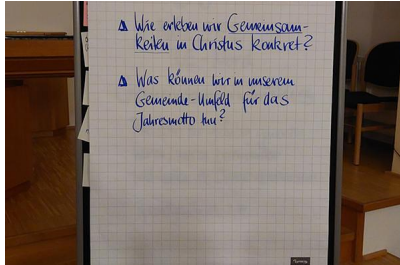 Wie erleben wir Gemeinsam-
keiten in Christus konkret?
Was können wir in unserem
Gemeinde-Umfeld für das
Jahresmotto tun?